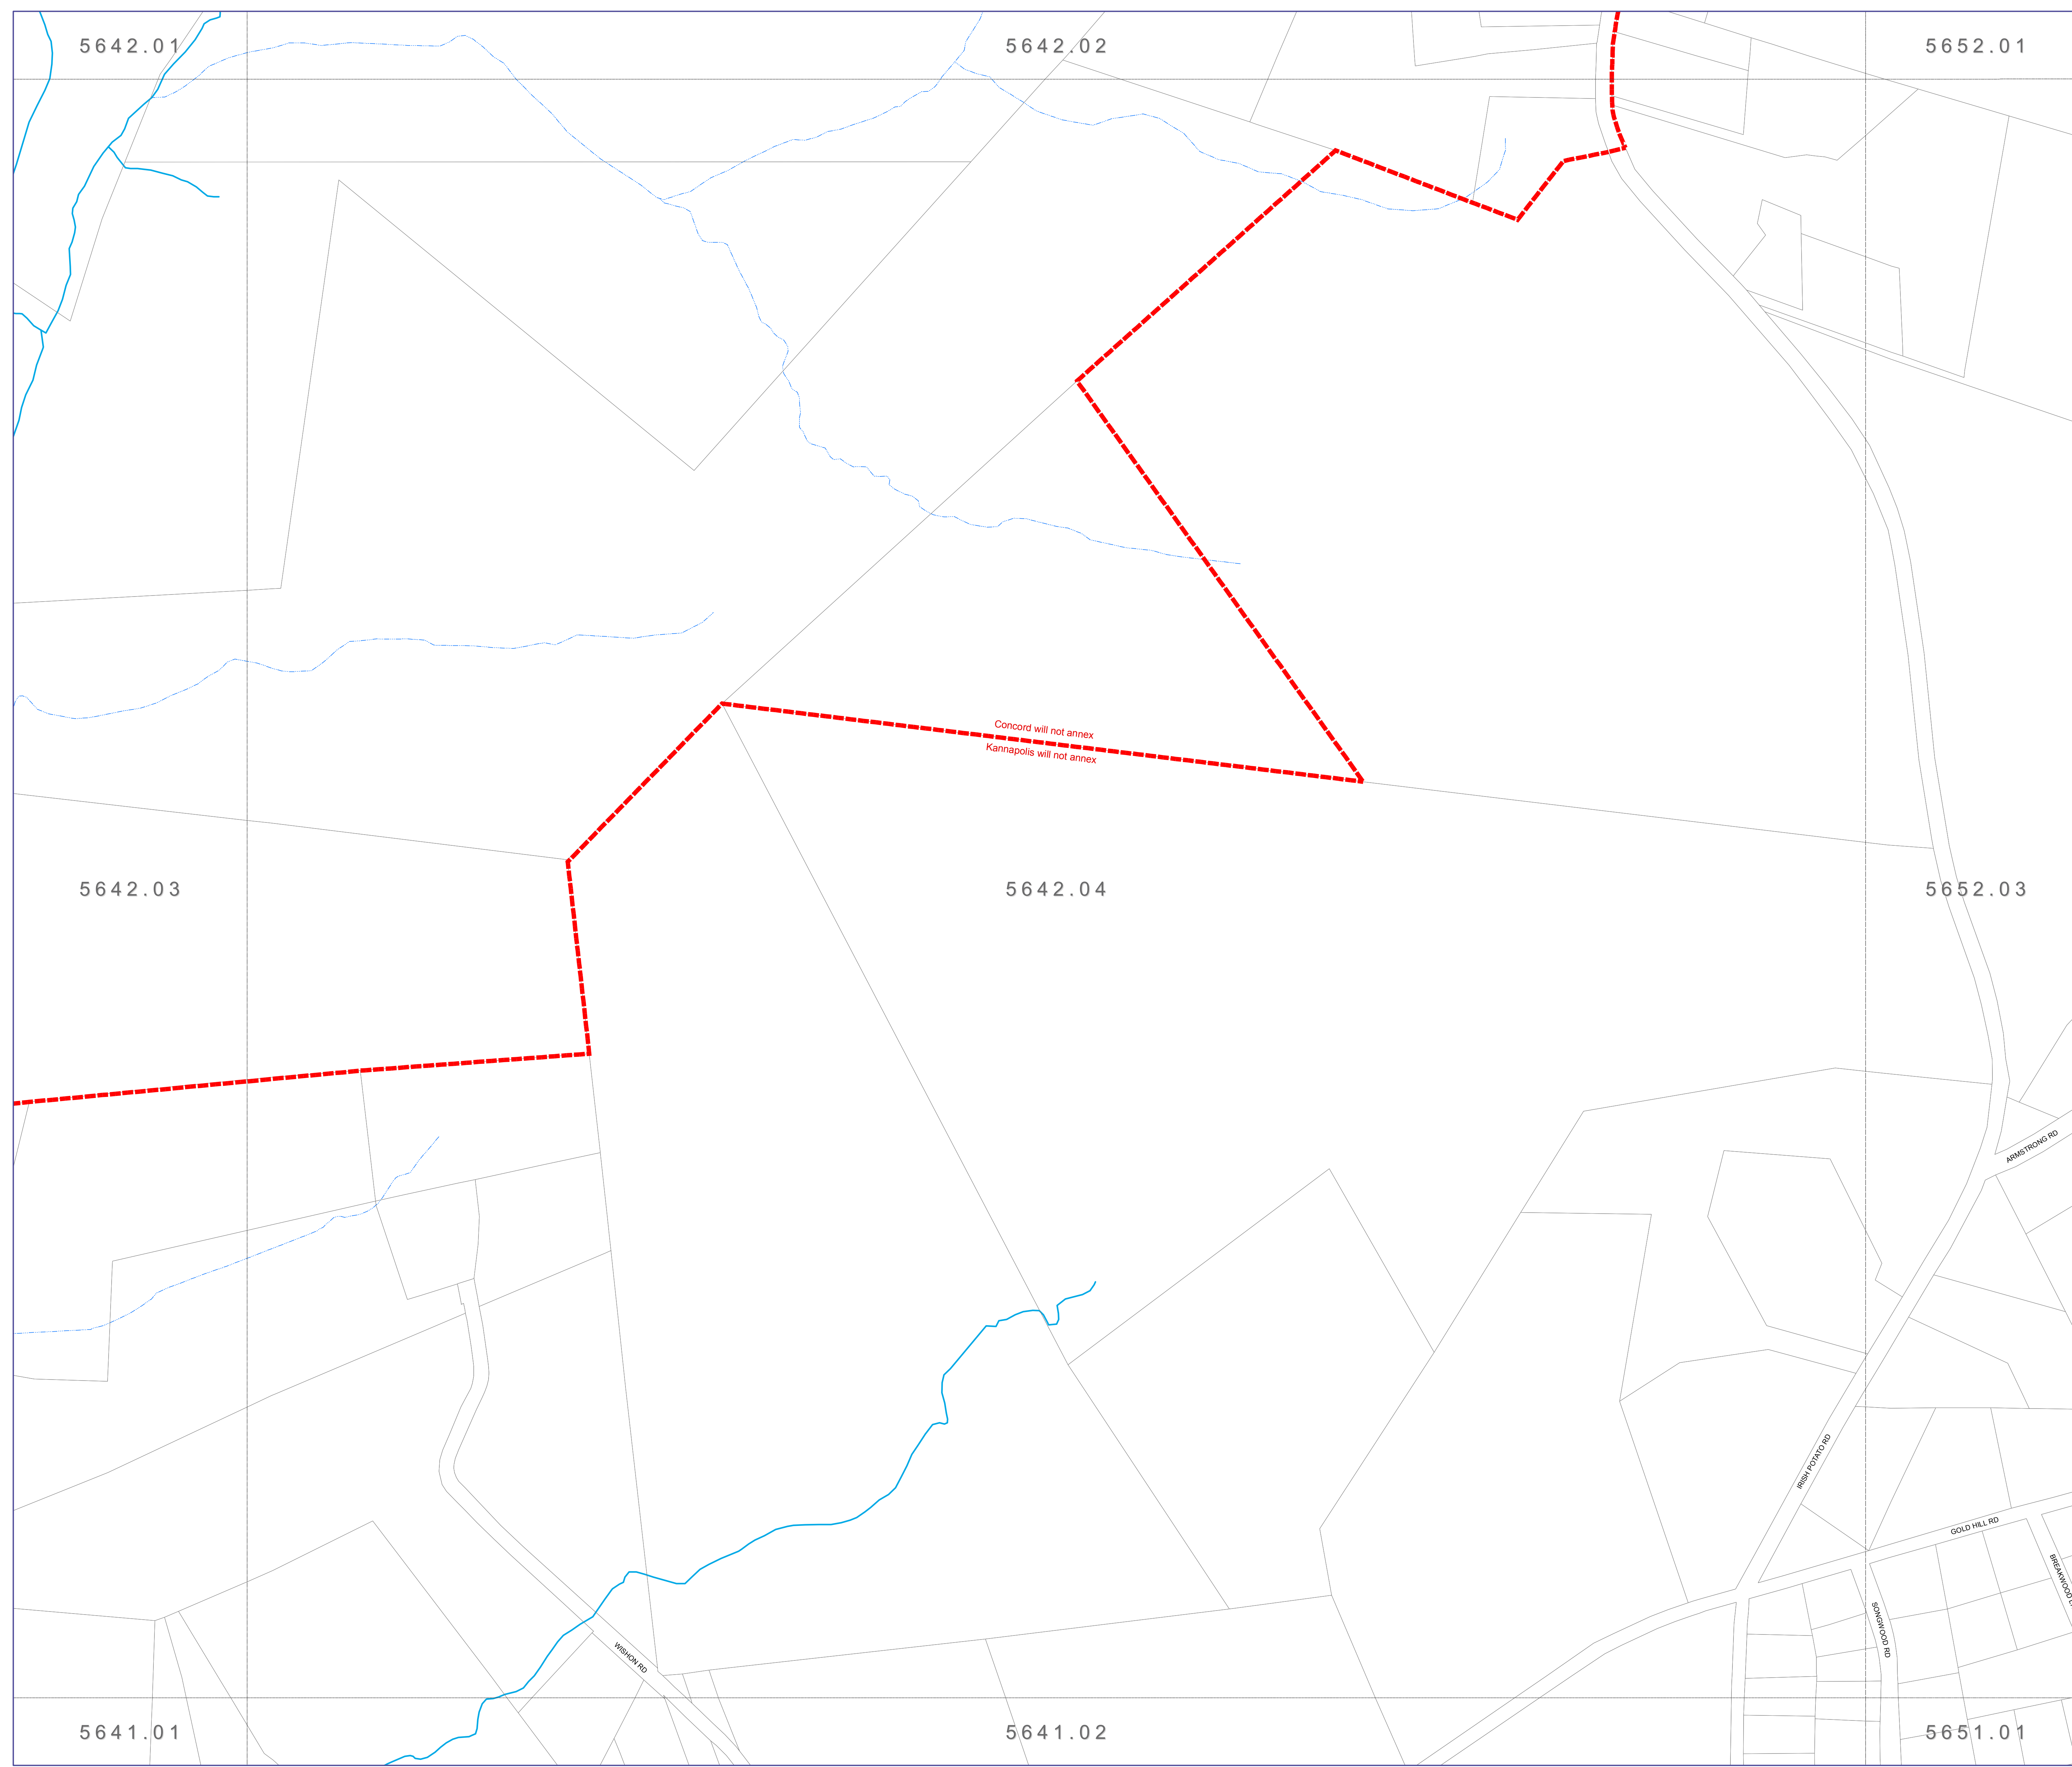 5642.01
5642.02
5652.01
Concord will not annex
Kannapolis will not annex
5642.03
5642.04
5652.03
ARMSTRONG RD
IRISH POTATO RD
GOLD HILL RD
BREAKWOOD
SONGWOOD RD
WISHON RD
5641.01
5641.02
5651.01